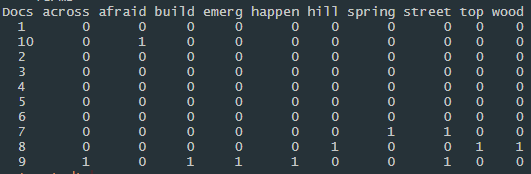 Docs across afraid build emerg happen hill spring street top wood
1 0 0 0 0 0 0 0 0 0 0
10 0 1 0 0 0 0 0 0 0 0
2 0 0 0 0 0 0 0 0 0 0
3 0 0 0 0 0 0 0 0 0 0
4 0 0 0 0 0 0 0 0 0 0
5 0 0 0 0 0 0 0 0 0 0
6 0 0 0 0 0 0 0 0 0 0
7 0 0 0 0 0 0 1 1 0 0
8 0 0 0 0 0 1 0 0 1 1
9 1 0 1 1 1 0 0 1 0 0